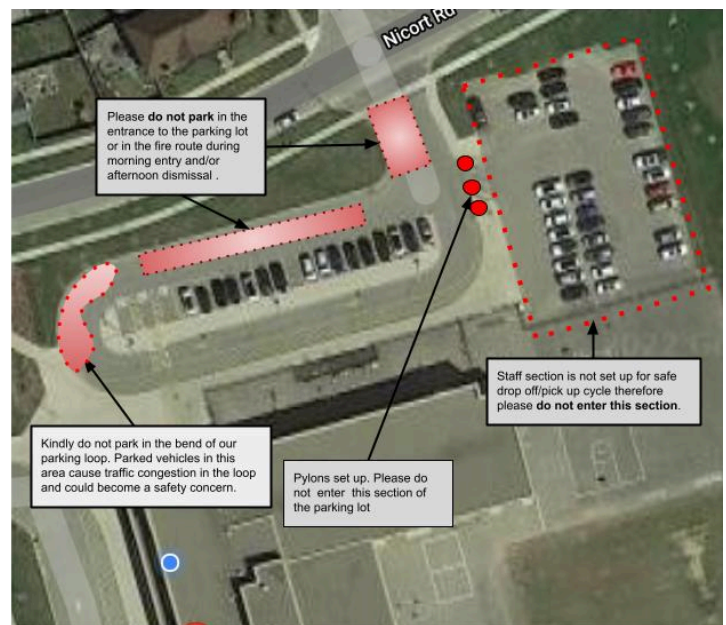 Nicort Rd
Please do not park in the
entrance to the parking lot
or in the fire route during
morning entry and/or
afternoon dismissal .
Staff section is not set up for safe
drop off/pick up cycle therefore
please do not enter this section.
Kindly do not park in the bend of our
parking loop. Parked vehicles in this
area cause traffic congestion in the loop
and could become a safety concern.
Pylons set up. Please do
not enter this section of
the parking lot